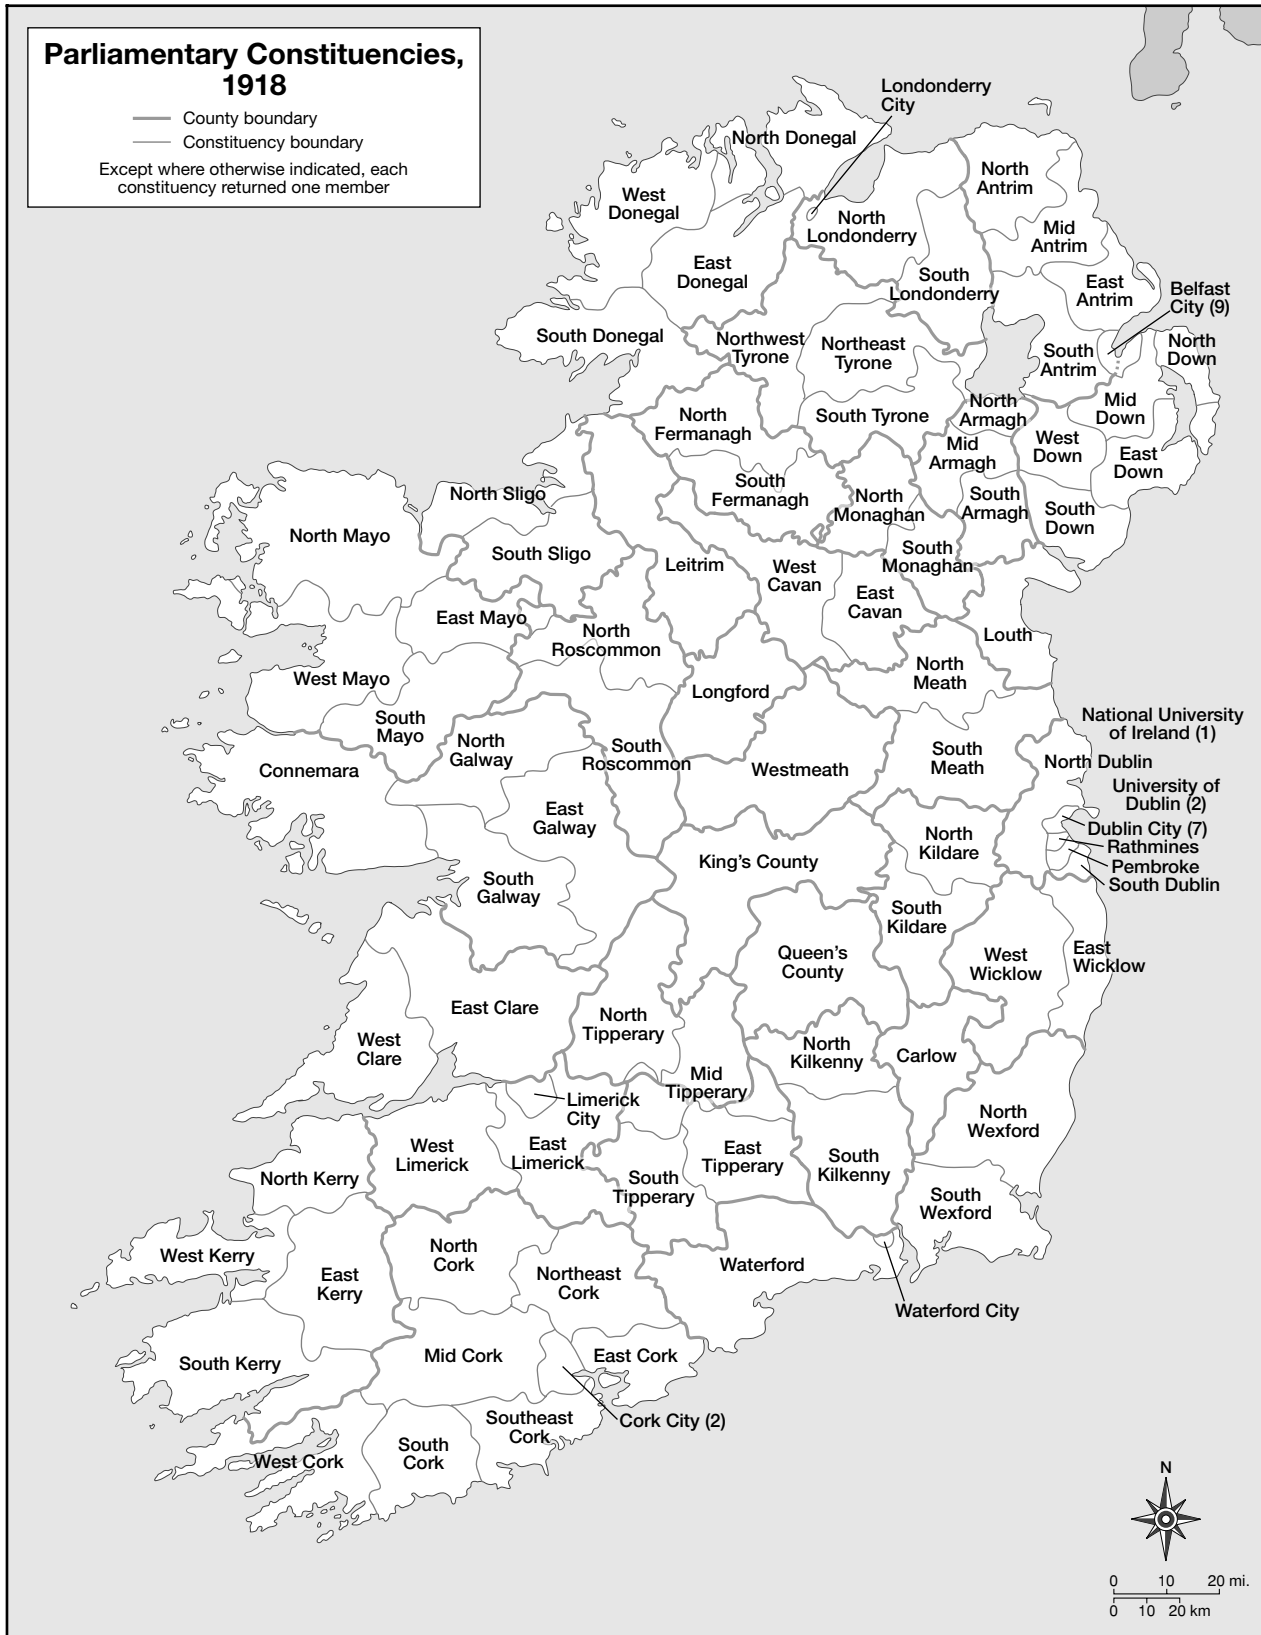 Parliamentary Constituencies,
1918
County boundary
Constituency boundary
Except where otherwise indicated, each
constituency returned one member
Londonderry
City
North Donegal
North
Antrim
West
Donegal
North
Londonderry
Mid
Antrim
East
Donegal
South
Londonderry
East
Antrim
Belfast
City (9)
South Donegal
Northwest
Tyrone
Northeast
Tyrone
South
Antrim
North
Down
North
Fermanagh
South Tyrone
North
Armagh
Mid
Down
Mid
Armagh
West
Down
East
Down
North Sligo
South
Fermanagh
North
Monaghan
South
Armagh
South
Down
North Mayo
South Sligo
Leitrim
West
Cavan
South
Monaghan
East
Cavan
East Mayo
North
Roscommon
Louth
West Mayo
Longford
North
Meath
South
Mayo
North
Galway
South
Roscommon
National University
of Ireland (1)
Connemara
Westmeath
South
Meath
North Dublin
University of
Dublin (2)
East
Galway
Dublin City (7)
North
Kildare
Rathmines
King's County
Pembroke
South Dublin
South
Galway
South
Kildare
Queen's
County
West
Wicklow
East
Wicklow
East Clare
North
Tipperary
West
Clare
North
Kilkenny
Carlow
Mid
Tipperary
Limerick
City
North
Wexford
West
Limerick
East
Limerick
East
Tipperary
South
Kilkenny
North Kerry
South
Tipperary
South
Wexford
West Kerry
North
Cork
Waterford
East
Kerry
Northeast
Cork
Waterford City
South Kerry
Mid Cork
East Cork
Southeast
Cork
Cork City (2)
West Cork
South
Cork
N
0 10 20 mi.
0 10 20 km